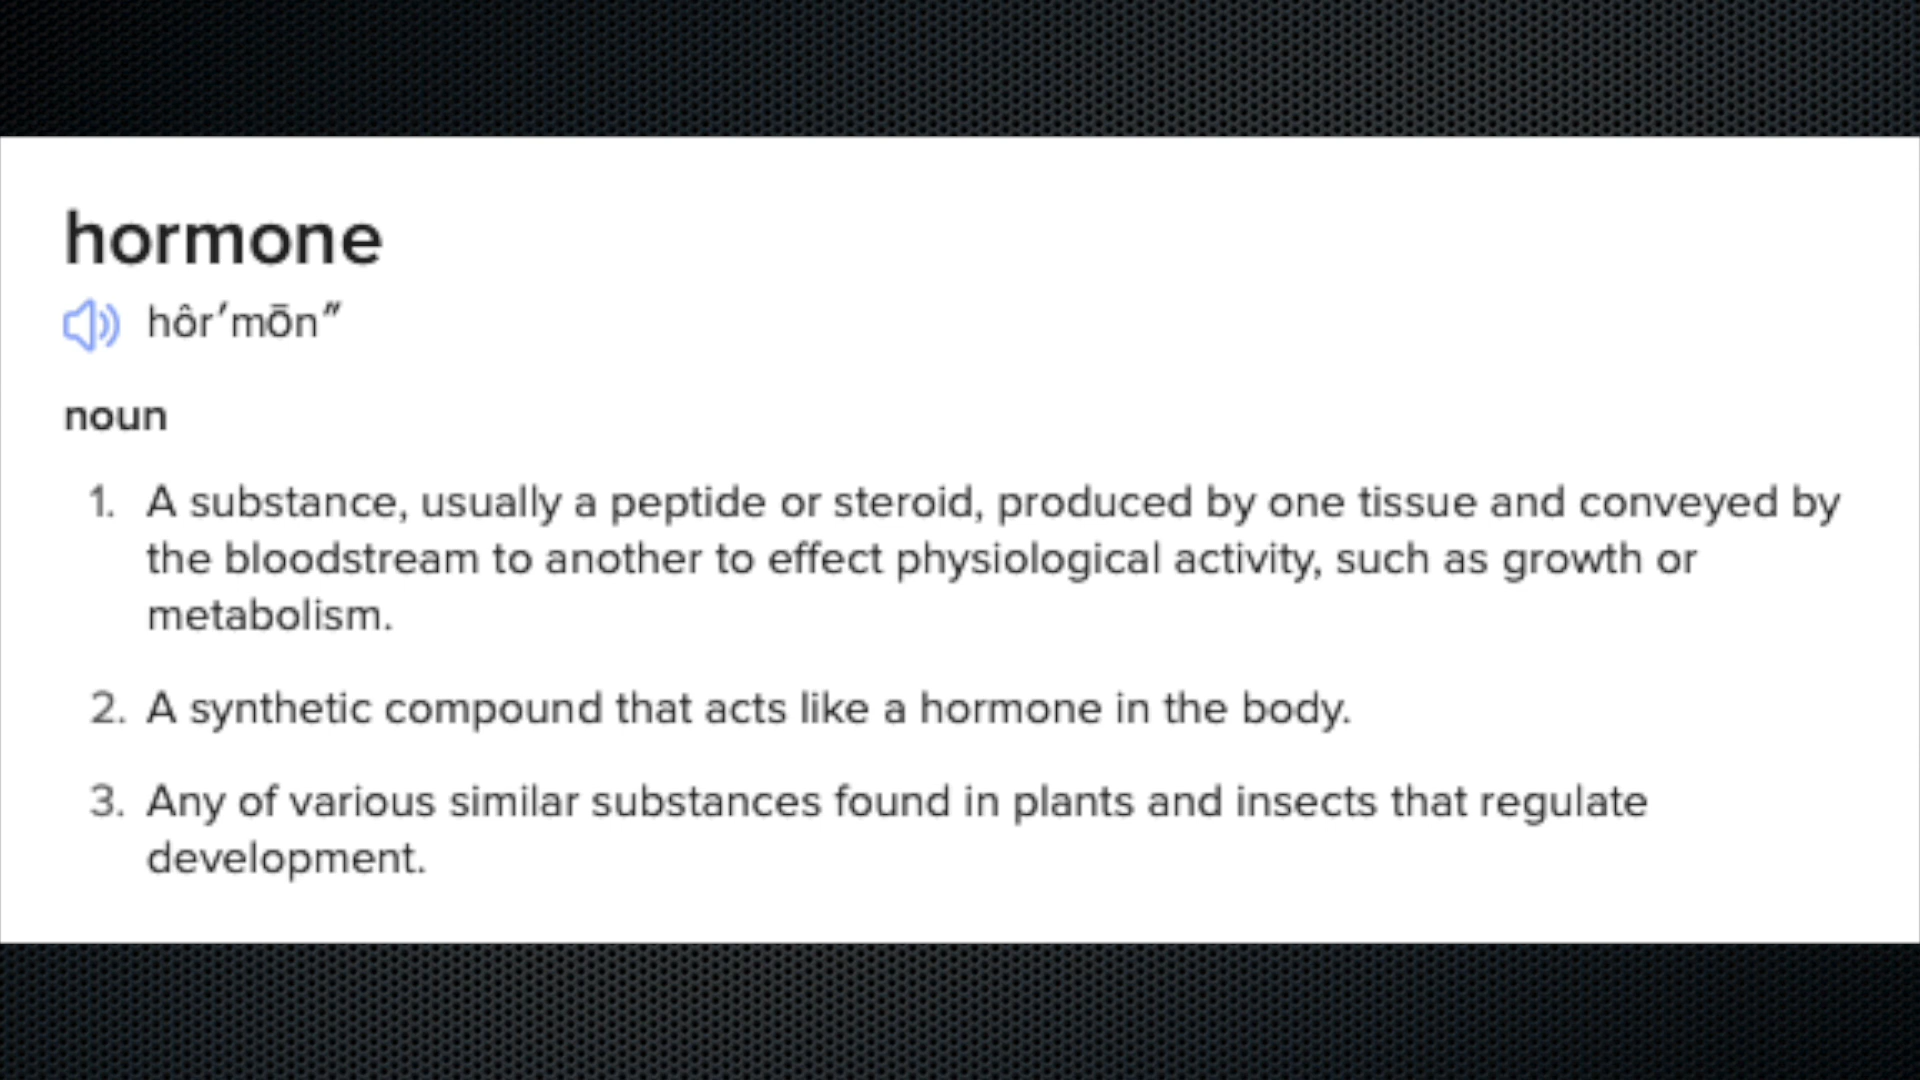 hormone
hôr′mōn″
noun
1. A substance, usually a peptide or steroid, produced by one tissue and conveyed by
the bloodstream to another to effect physiological activity, such as growth or
metabolism.
2. A synthetic compound that acts like a hormone in the body.
3. Any of various similar substances found in plants and insects that regulate
development.